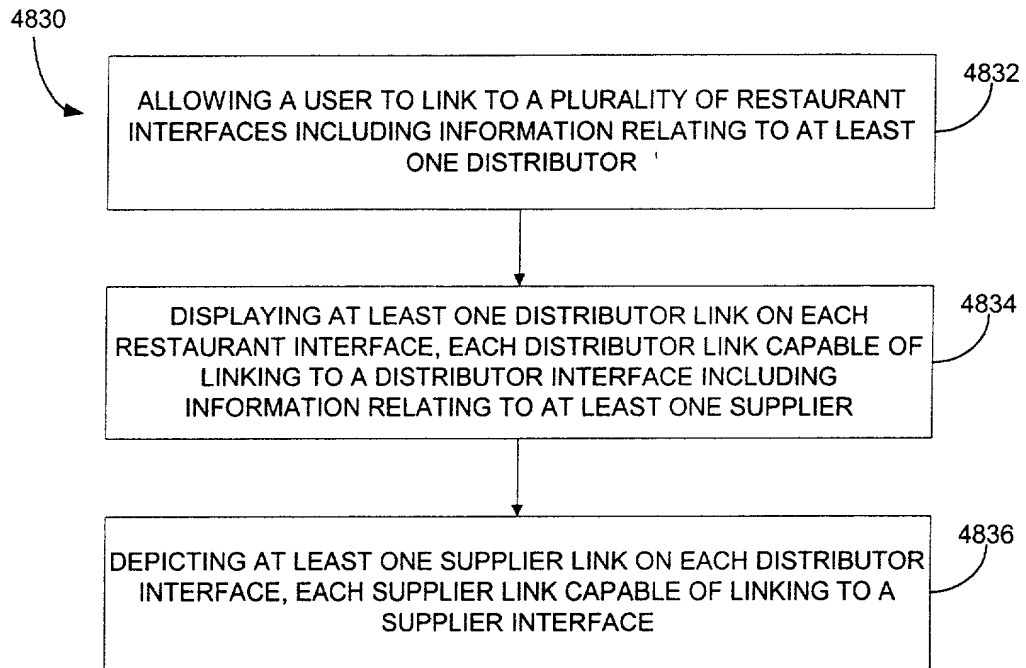 4830
4832
ALLOWING A USER TO LINK TO A PLURALITY OF RESTAURANT
INTERFACES INCLUDING INFORMATION RELATING TO AT LEAST
ONE DISTRIBUTOR
4834
DISPLAYING AT LEAST ONE DISTRIBUTOR LINK ON EACH
RESTAURANT INTERFACE, EACH DISTRIBUTOR LINK CAPABLE OF
LINKING TO A DISTRIBUTOR INTERFACE INCLUDING
INFORMATION RELATING TO AT LEAST ONE SUPPLIER
4836
DEPICTING AT LEAST ONE SUPPLIER LINK ON EACH DISTRIBUTOR
INTERFACE, EACH SUPPLIER LINK CAPABLE OF LINKING TO A
SUPPLIER INTERFACE